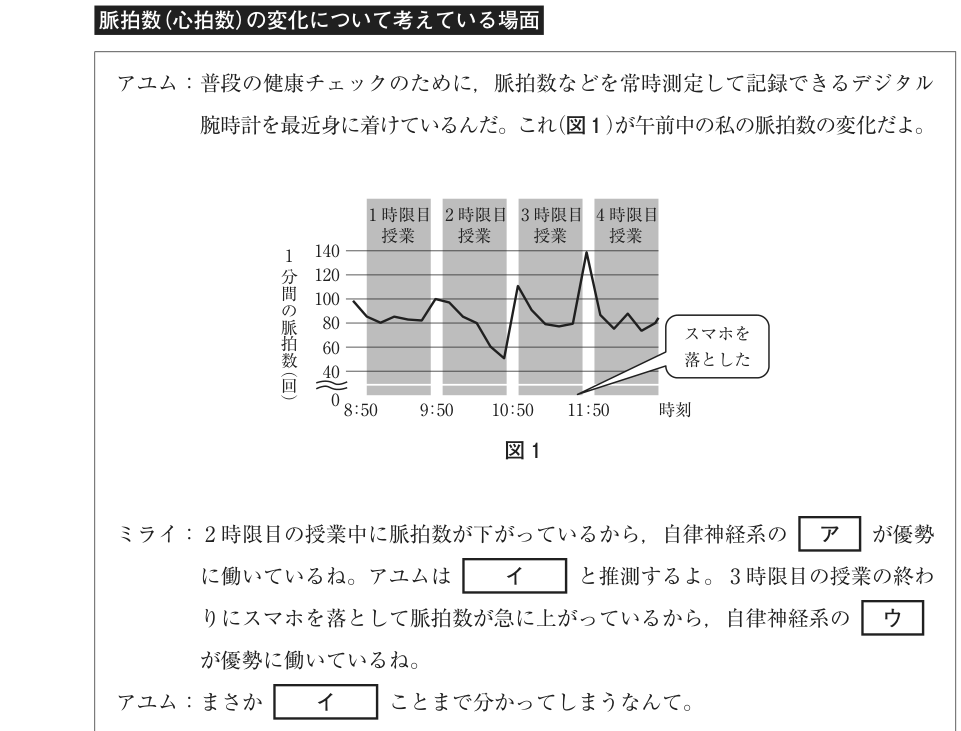 脈拍数(心拍数)の変化について考えている場面
アユム：普段の健康チェックのために，脈拍数などを常時測定して記録できるデジタル
腕時計を最近身に着けているんだ。これ(図1)が午前中の私の脈拍数の変化だよ。
1時限目 2時限目 3時限目 4時限目
授業 授業 授業 授業
1分間の脈拍数(回)
140
120
100
80
60
40
0
スマホを
落とした
8:50 9:50 10:50 11:50 時刻
図1
ミライ：2時限目の授業中に脈拍数が下がっているから，自律神経系の ア が優勢
に働いているね。アユムは イ と推測するよ。3時限目の授業の終わ
りにスマホを落として脈拍数が急に上がっているから，自律神経系の ウ
が優勢に働いているね。
アユム：まさか イ ことまで分かってしまうなんて。